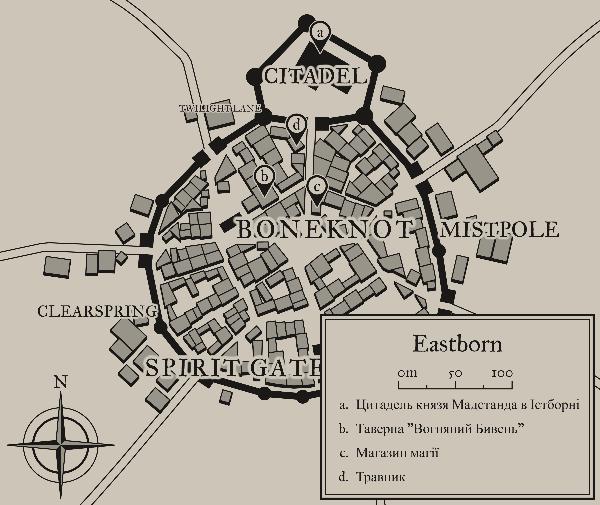 a
CITADEL
TWILIGHT LANE
d
b
c
BONEKNOT
MISTPOLE
CLEARSPRING
SPIRIT GATE
N
Eastborn
0m 50 100
a. Цитадель князя Малстанда в Істборні
b. Таверна "Вогняний Бивень"
c. Магазин магії
d. Травник